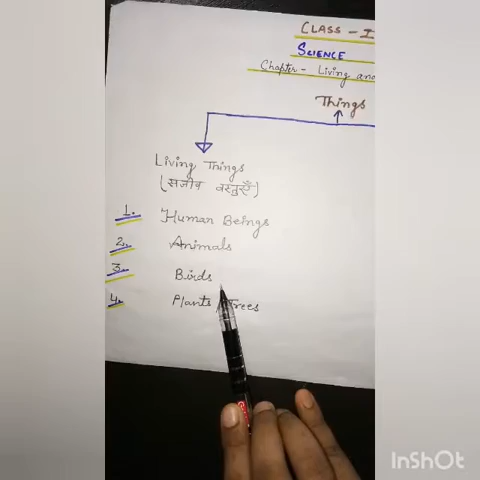 CLASS - I
SCIENCE
Chapter - Living and
Things
Living Things
(सजीव वस्तुएँ)
1. Human Beings
2. Animals
3. Birds
4. Plants / Trees
InShOt